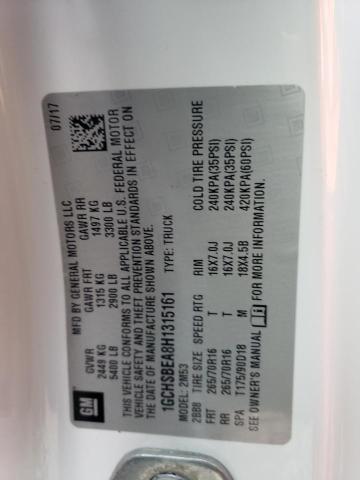 MFD BY GENERAL MOTORS LLC 07/17
GVWR GAWR FRT GAWR RR
2449 KG 1315 KG 1497 KG
5400 LB 2900 LB 3300 LB
THIS VEHICLE CONFORMS TO ALL APPLICABLE U.S. FEDERAL MOTOR
VEHICLE SAFETY AND THEFT PREVENTION STANDARDS IN EFFECT ON
THE DATE OF MANUFACTURE SHOWN ABOVE.
1GCHSBEA8H1315161 TYPE: TRUCK
MODEL: 2M53
2BBB TIRE SIZE SPEED RTG RIM COLD TIRE PRESSURE
FRT 265/70R16 T 16X7.0J 240KPA(35PSI)
RR 265/70R16 T 16X7.0J 240KPA(35PSI)
SPA T175/90D18 M 18X4.5B 420KPA(60PSI)
SEE OWNER'S MANUAL FOR MORE INFORMATION.
GM